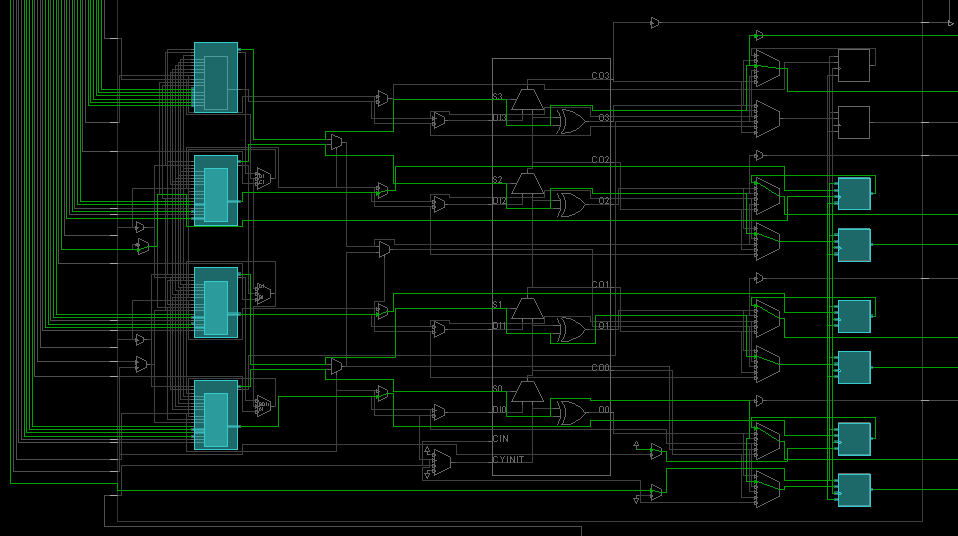 CO3
S3
DI3
O3
CO2
S2
DI2
O2
CO1
S1
DI1
O1
CO0
S0
DI0
O0
CIN
CYINIT